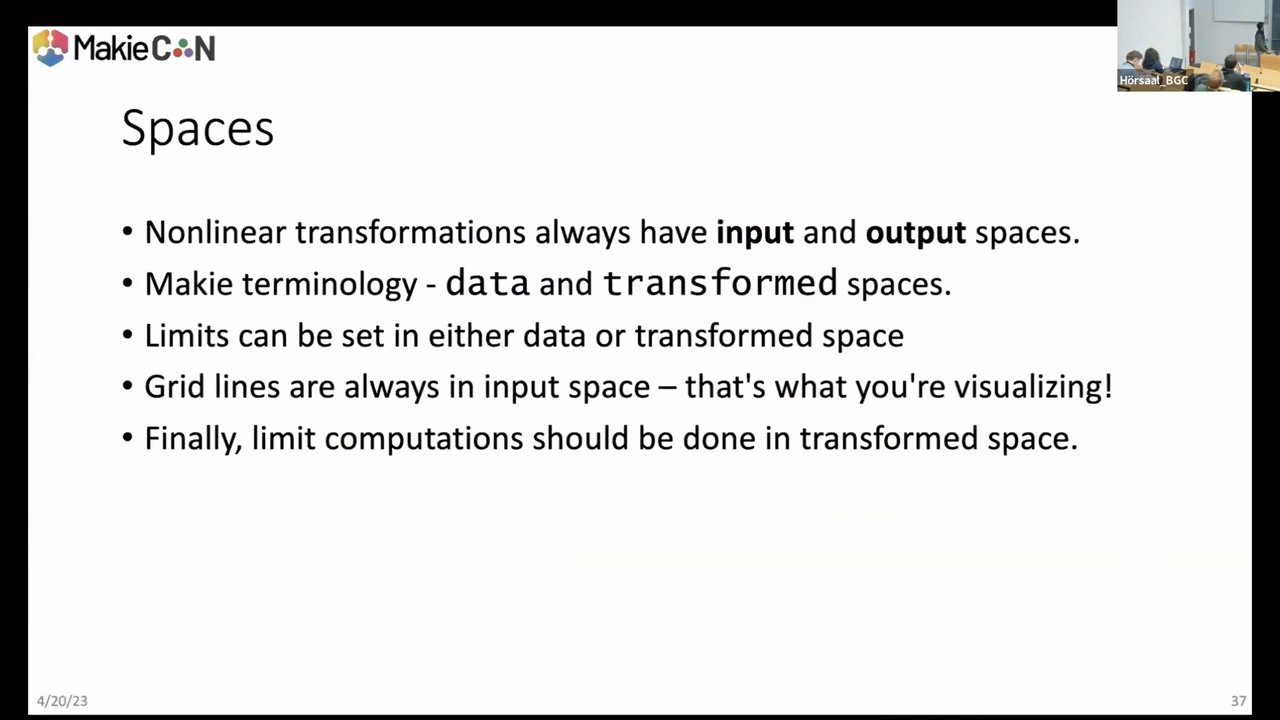 MakieCON
Hörsaal_BGC
Spaces
• Nonlinear transformations always have input and output spaces.
• Makie terminology - data and transformed spaces.
• Limits can be set in either data or transformed space
• Grid lines are always in input space – that's what you're visualizing!
• Finally, limit computations should be done in transformed space.
4/20/23
37